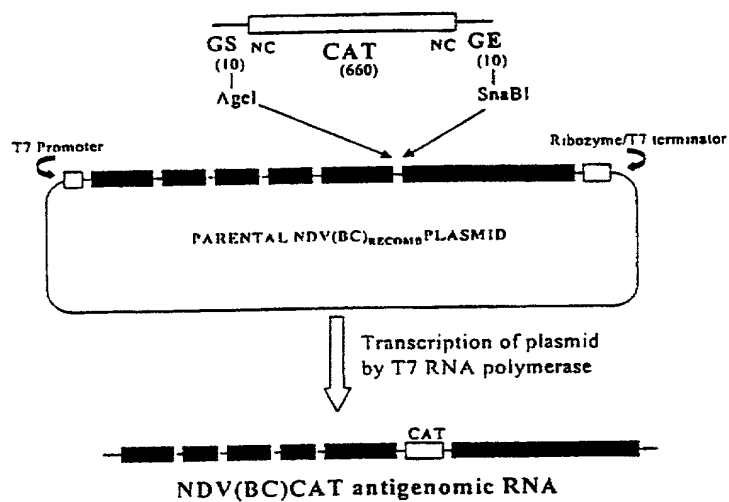 GS NC CAT NC GE
(10) (660) (10)
AgeI SnaBI
T7 Promoter Ribozyme/T7 terminator
PARENTAL NDV(BC)RECOMB PLASMID
Transcription of plasmid
by T7 RNA polymerase
CAT
NDV(BC)CAT antigenomic RNA